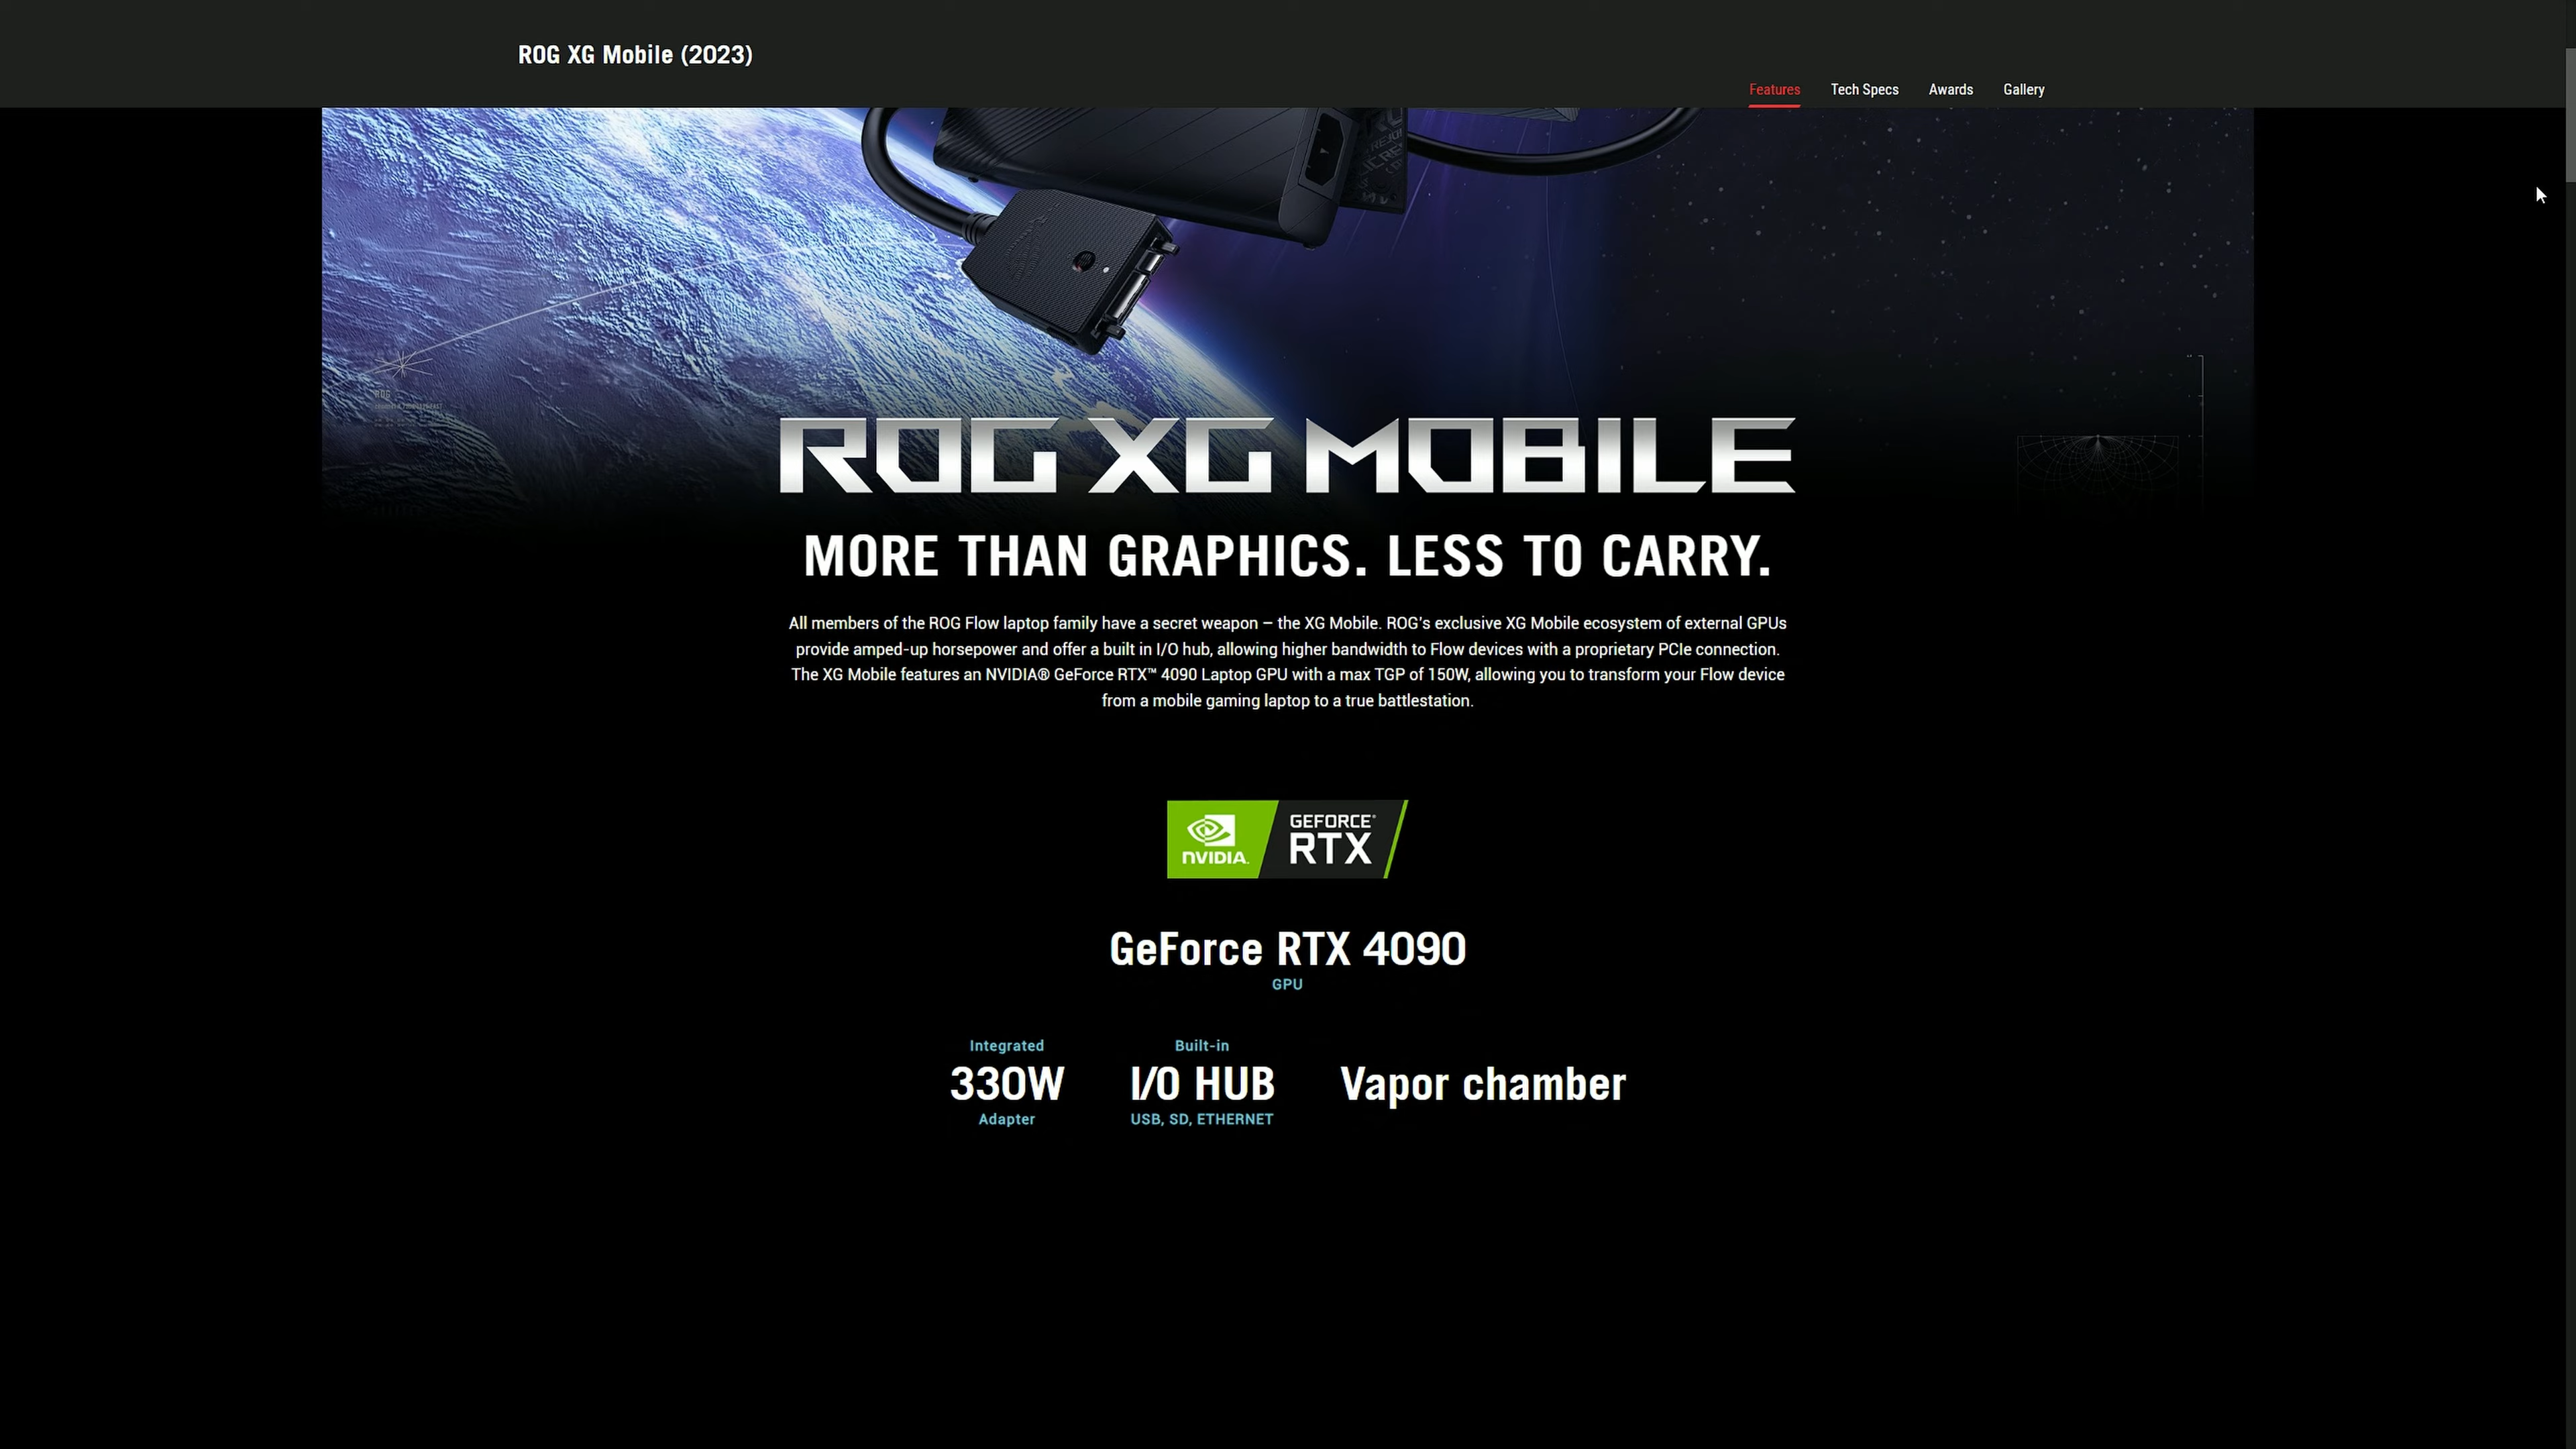 ROG XG Mobile (2023)
Features Tech Specs Awards Gallery
ROG XG MOBILE
MORE THAN GRAPHICS. LESS TO CARRY.
All members of the ROG Flow laptop family have a secret weapon – the XG Mobile. ROG's exclusive XG Mobile ecosystem of external GPUs
provide amped-up horsepower and offer a built in I/O hub, allowing higher bandwidth to Flow devices with a proprietary PCIe connection.
The XG Mobile features an NVIDIA® GeForce RTX™ 4090 Laptop GPU with a max TGP of 150W, allowing you to transform your Flow device
from a mobile gaming laptop to a true battlestation.
NVIDIA. GEFORCE® RTX
GeForce RTX 4090
GPU
Integrated
330W
Adapter
Built-in
I/O HUB
USB, SD, ETHERNET
Vapor chamber